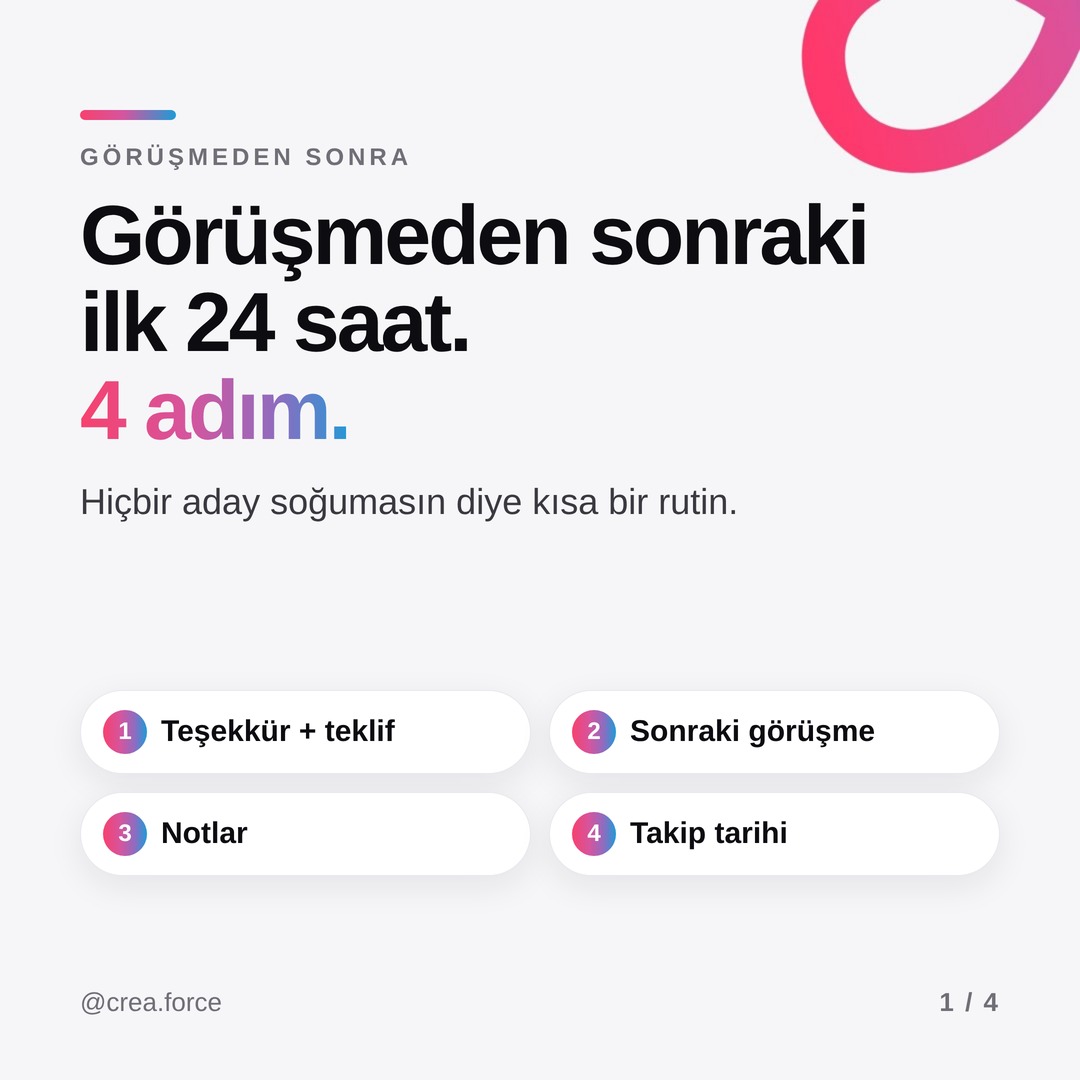 GÖRÜŞMEDEN SONRA
Görüşmeden sonraki
ilk 24 saat.
4 adım.
Hiçbir aday soğumasın diye kısa bir rutin.
1 Teşekkür + teklif
2 Sonraki görüşme
3 Notlar
4 Takip tarihi
@crea.force
1 / 4